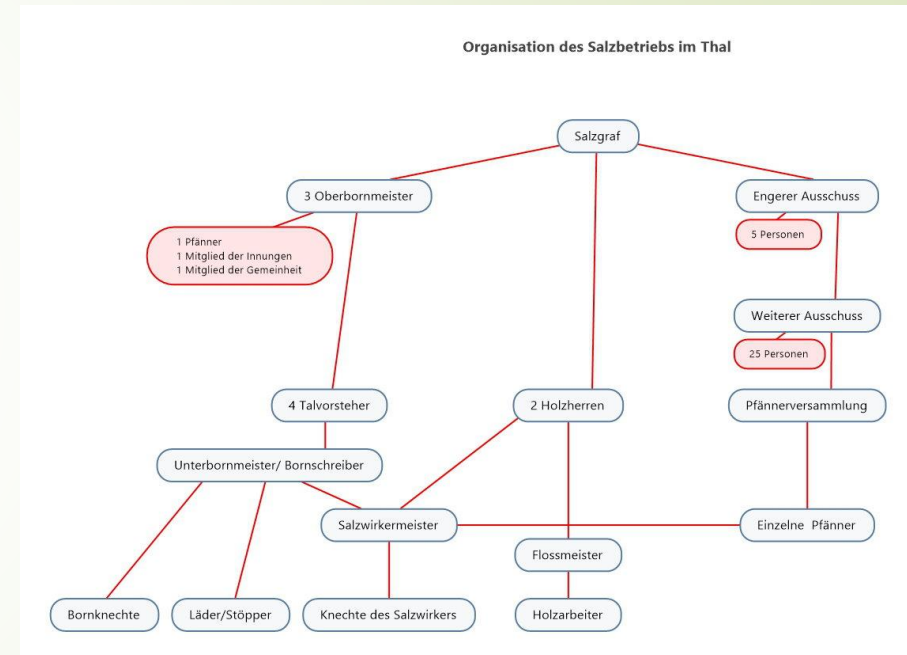 Organisation des Salzbetriebs im Thal
Salzgraf
3 Oberbornmeister
Engerer Ausschuss
1 Pfänner
1 Mitglied der Innungen
1 Mitglied der Gemeinheit
5 Personen
Weiterer Ausschuss
25 Personen
4 Talvorsteher
2 Holzherren
Pfännerversammlung
Unterbornmeister/ Bornschreiber
Salzwirkermeister
Einzelne Pfänner
Flossmeister
Bornknechte
Läder/Stöpper
Knechte des Salzwirkers
Holzarbeiter